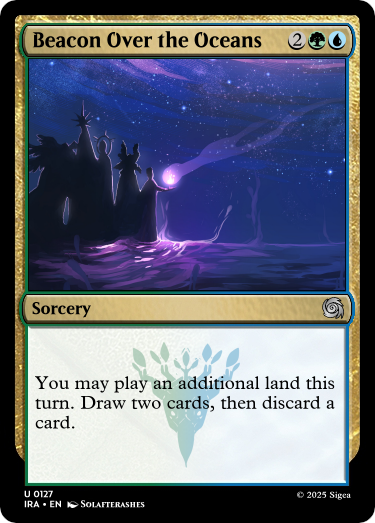 Beacon Over the Oceans 2
Sorcery
You may play an additional land this
turn. Draw two cards, then discard a
card.
U 0127
IRA • EN Solafterashes
© 2025 Sigea